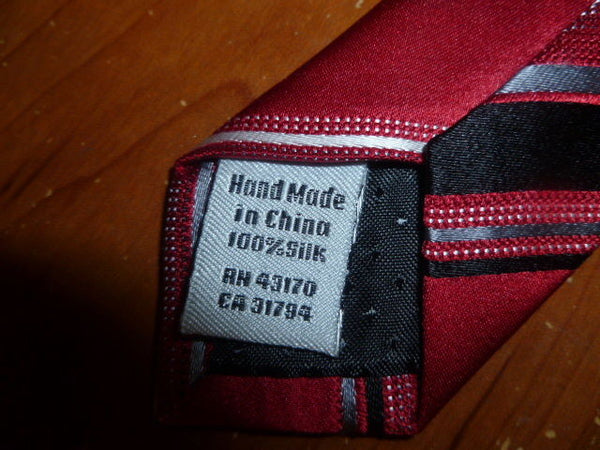 Hand Made
in China
100%Silk
RN 43170
CA 31794